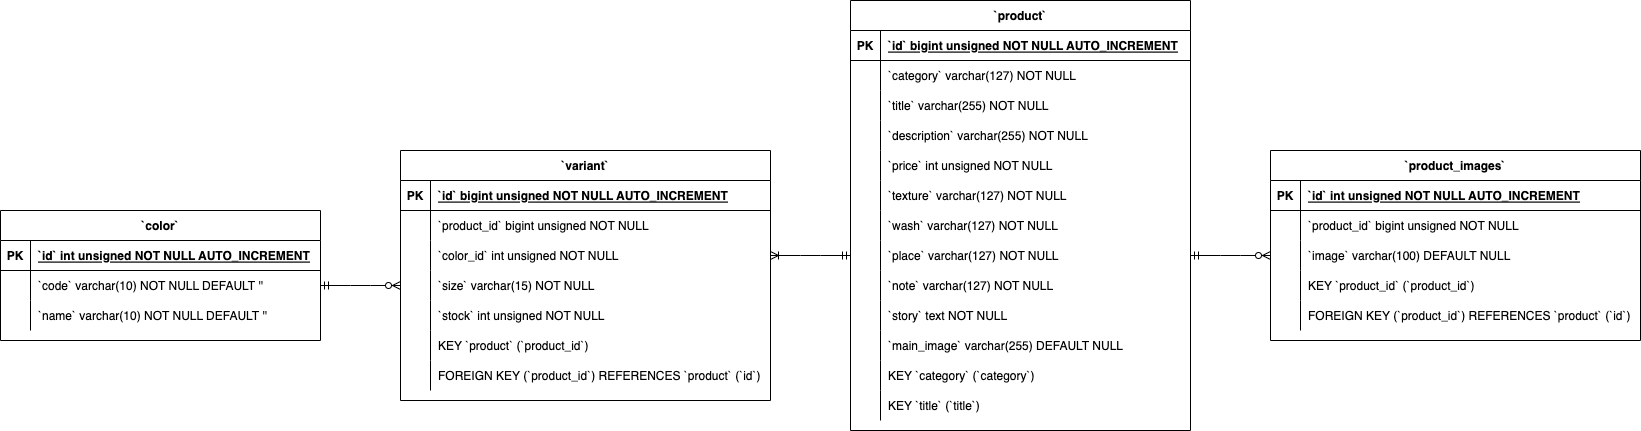 `color`
PK `id` int unsigned NOT NULL AUTO_INCREMENT
`code` varchar(10) NOT NULL DEFAULT ''
`name` varchar(10) NOT NULL DEFAULT ''
`variant`
PK `id` bigint unsigned NOT NULL AUTO_INCREMENT
`product_id` bigint unsigned NOT NULL
`color_id` int unsigned NOT NULL
`size` varchar(15) NOT NULL
`stock` int unsigned NOT NULL
KEY `product` (`product_id`)
FOREIGN KEY (`product_id`) REFERENCES `product` (`id`)
`product`
PK `id` bigint unsigned NOT NULL AUTO_INCREMENT
`category` varchar(127) NOT NULL
`title` varchar(255) NOT NULL
`description` varchar(255) NOT NULL
`price` int unsigned NOT NULL
`texture` varchar(127) NOT NULL
`wash` varchar(127) NOT NULL
`place` varchar(127) NOT NULL
`note` varchar(127) NOT NULL
`story` text NOT NULL
`main_image` varchar(255) DEFAULT NULL
KEY `category` (`category`)
KEY `title` (`title`)
`product_images`
PK `id` int unsigned NOT NULL AUTO_INCREMENT
`product_id` bigint unsigned NOT NULL
`image` varchar(100) DEFAULT NULL
KEY `product_id` (`product_id`)
FOREIGN KEY (`product_id`) REFERENCES `product` (`id`)